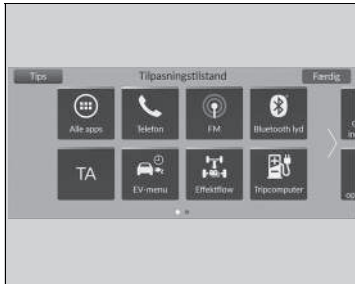 Tips
Tilpasningstilstand
Færdig
Alle apps
Telefon
FM
Bluetooth lyd
TA
EV-menu
Effektflow
Tripcomputer